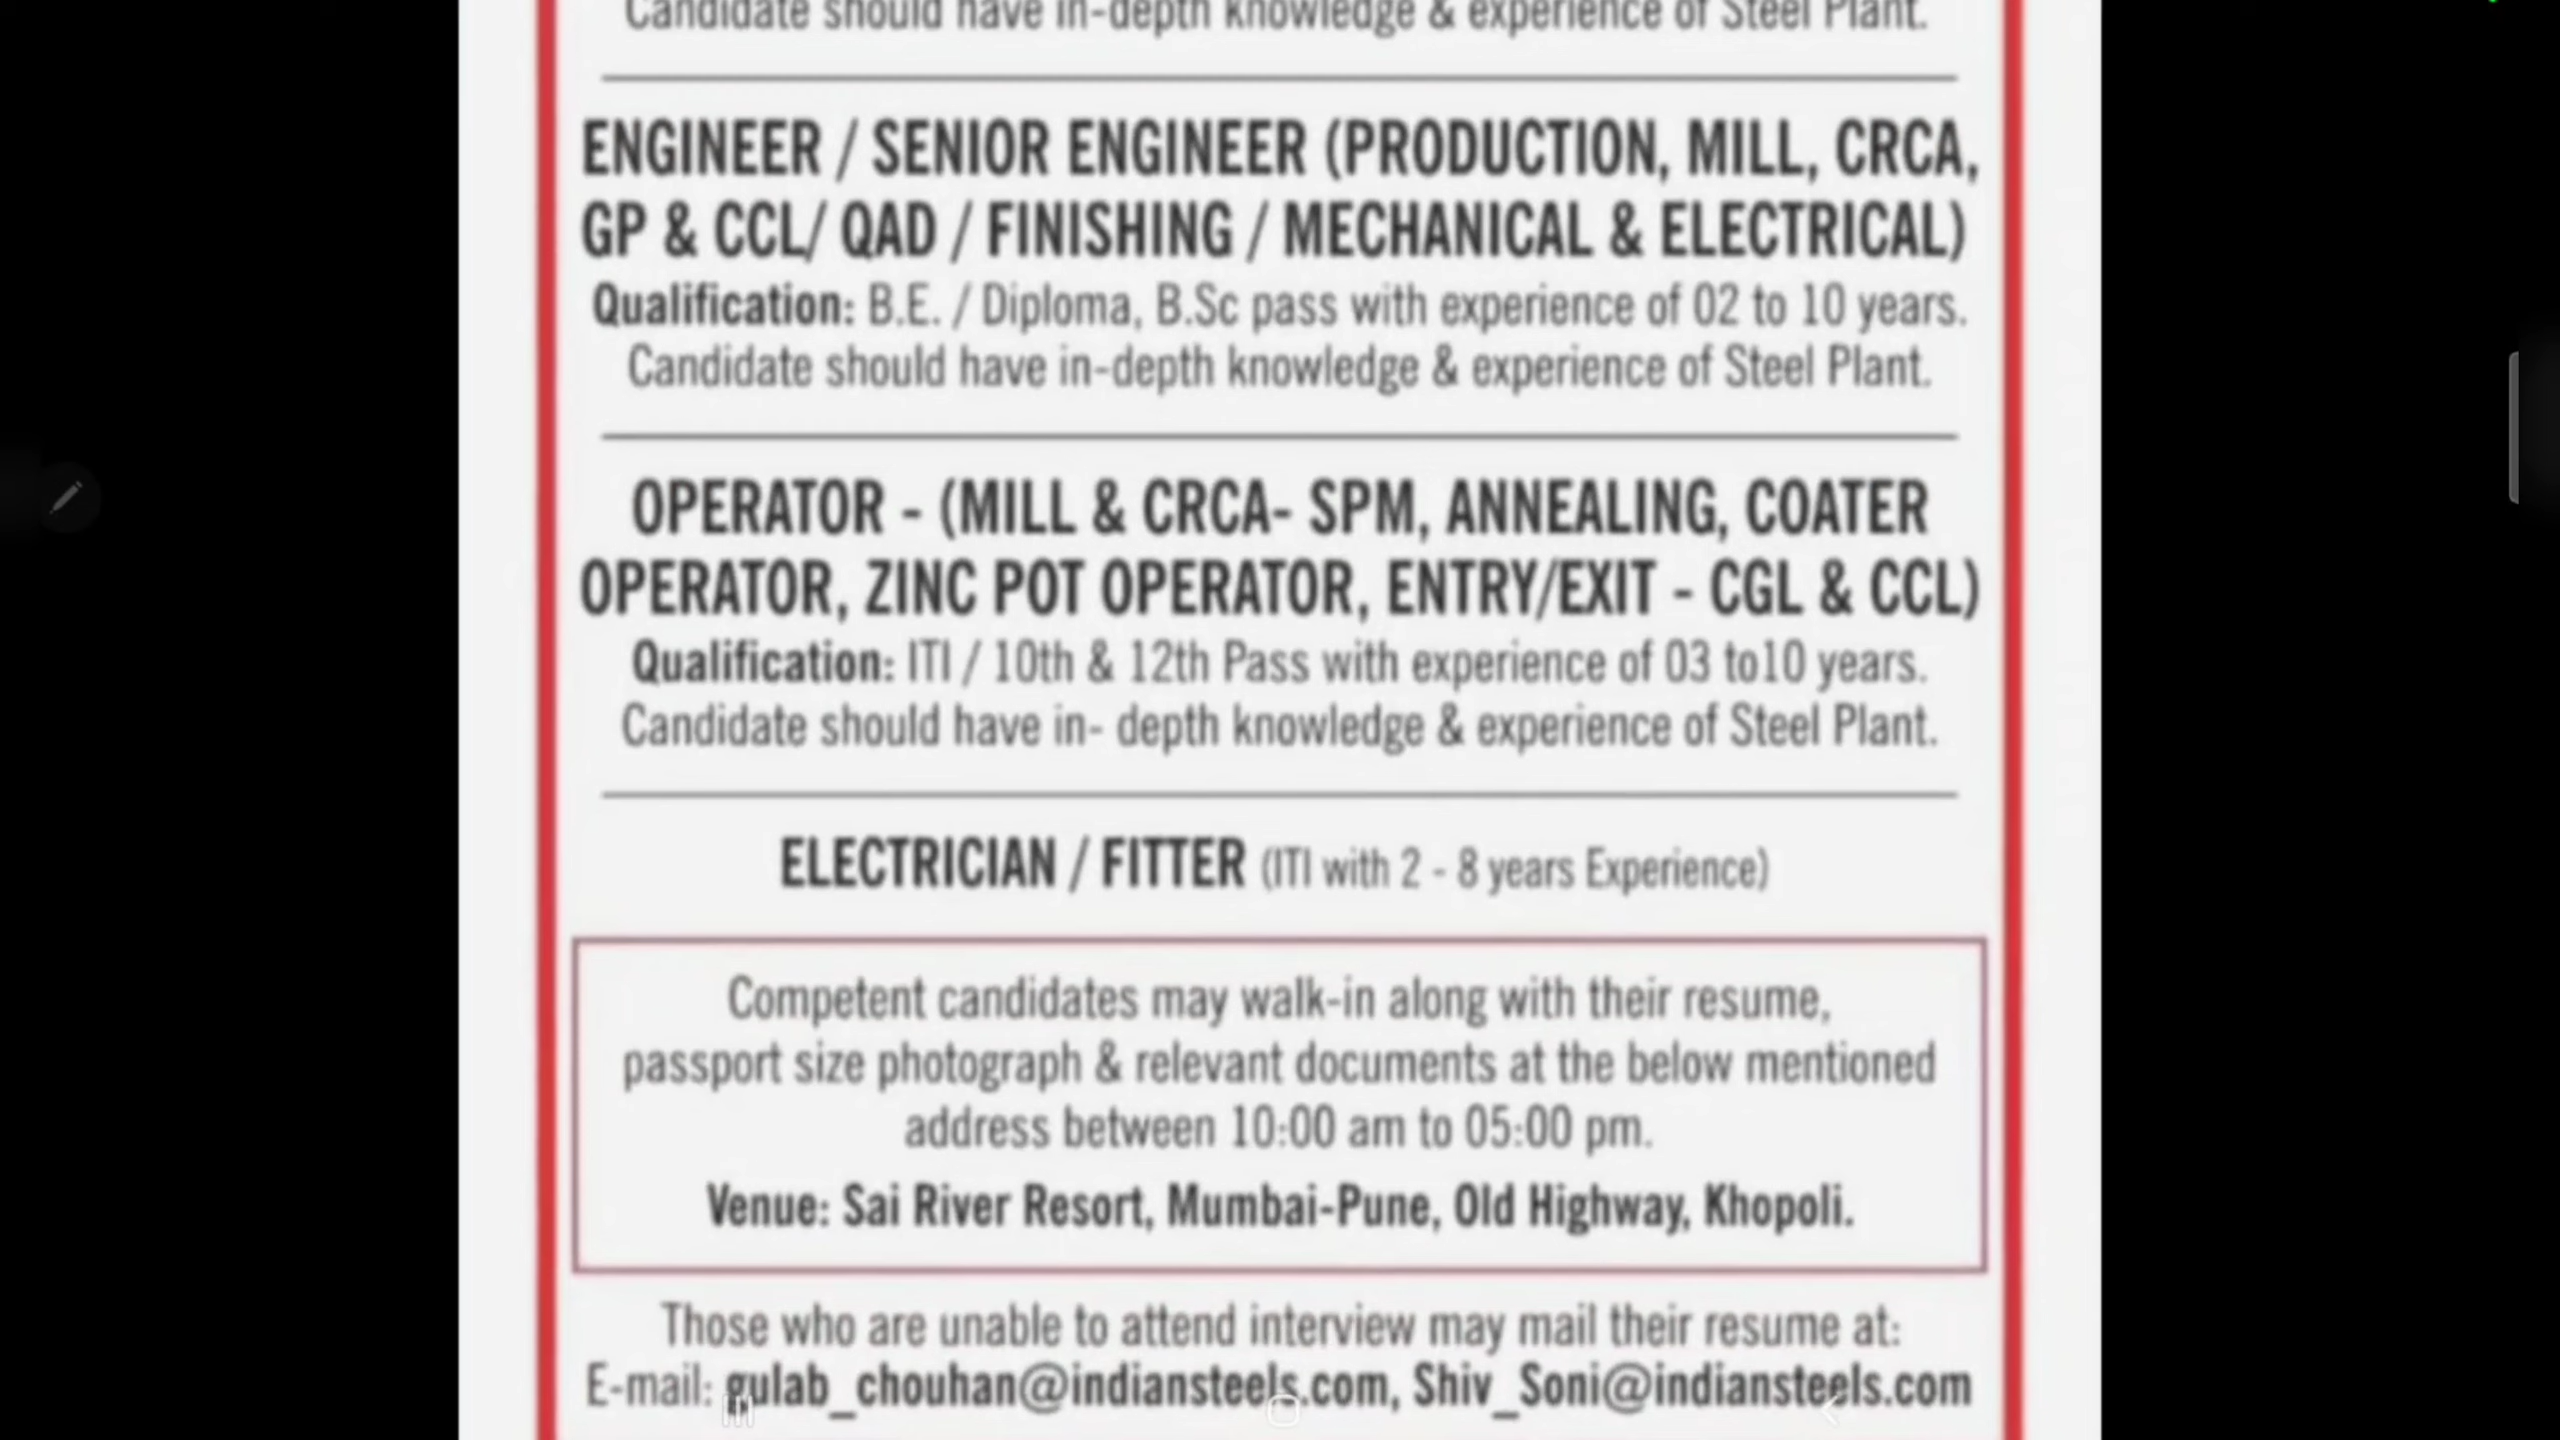 Candidate should have in-depth knowledge & experience of Steel Plant.
ENGINEER / SENIOR ENGINEER (PRODUCTION, MILL, CRCA,
GP & CCL/ QAD / FINISHING / MECHANICAL & ELECTRICAL)
Qualification: B.E. / Diploma, B.Sc pass with experience of 02 to 10 years.
Candidate should have in-depth knowledge & experience of Steel Plant.
OPERATOR - (MILL & CRCA- SPM, ANNEALING, COATER
OPERATOR, ZINC POT OPERATOR, ENTRY/EXIT - CGL & CCL)
Qualification: ITI / 10th & 12th Pass with experience of 03 to10 years.
Candidate should have in- depth knowledge & experience of Steel Plant.
ELECTRICIAN / FITTER (ITI with 2 - 8 years Experience)
Competent candidates may walk-in along with their resume,
passport size photograph & relevant documents at the below mentioned
address between 10:00 am to 05:00 pm.
Venue: Sai River Resort, Mumbai-Pune, Old Highway, Khopoli.
Those who are unable to attend interview may mail their resume at:
E-mail: gulab_chouhan@indiansteels.com, Shiv_Soni@indiansteels.com